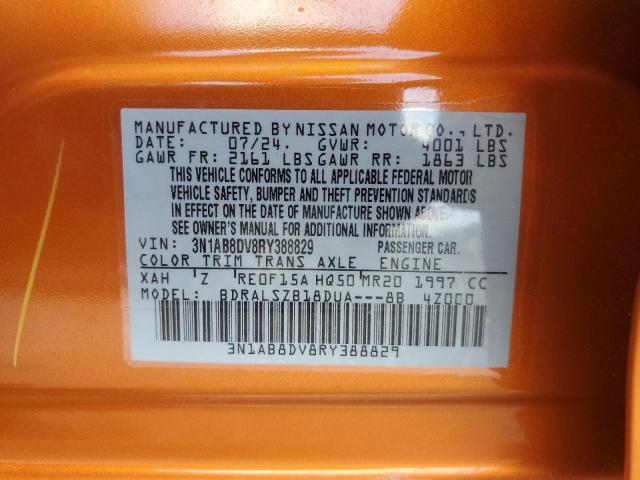 MANUFACTURED BY NISSAN MOTOR CO., LTD.
DATE: 07/24. GVWR: 4001 LBS
GAWR FR: 2161 LBS GAWR RR: 1863 LBS
THIS VEHICLE CONFORMS TO ALL APPLICABLE FEDERAL MOTOR
VEHICLE SAFETY, BUMPER AND THEFT PREVENTION STANDARDS
IN EFFECT ON THE DATE OF MANUFACTURE SHOWN ABOVE.
SEE OWNER'S MANUAL FOR ADDITIONAL INFORMATION.
VIN: 3N1AB8DV8RY388829 PASSENGER CAR.
COLOR TRIM TRANS AXLE ENGINE
XAH Z RE0F15A HQ50 MR20 1997 CC
MODEL: BDRALSZB18DUA---8B 4Z000
3N1AB8DV8RY388829